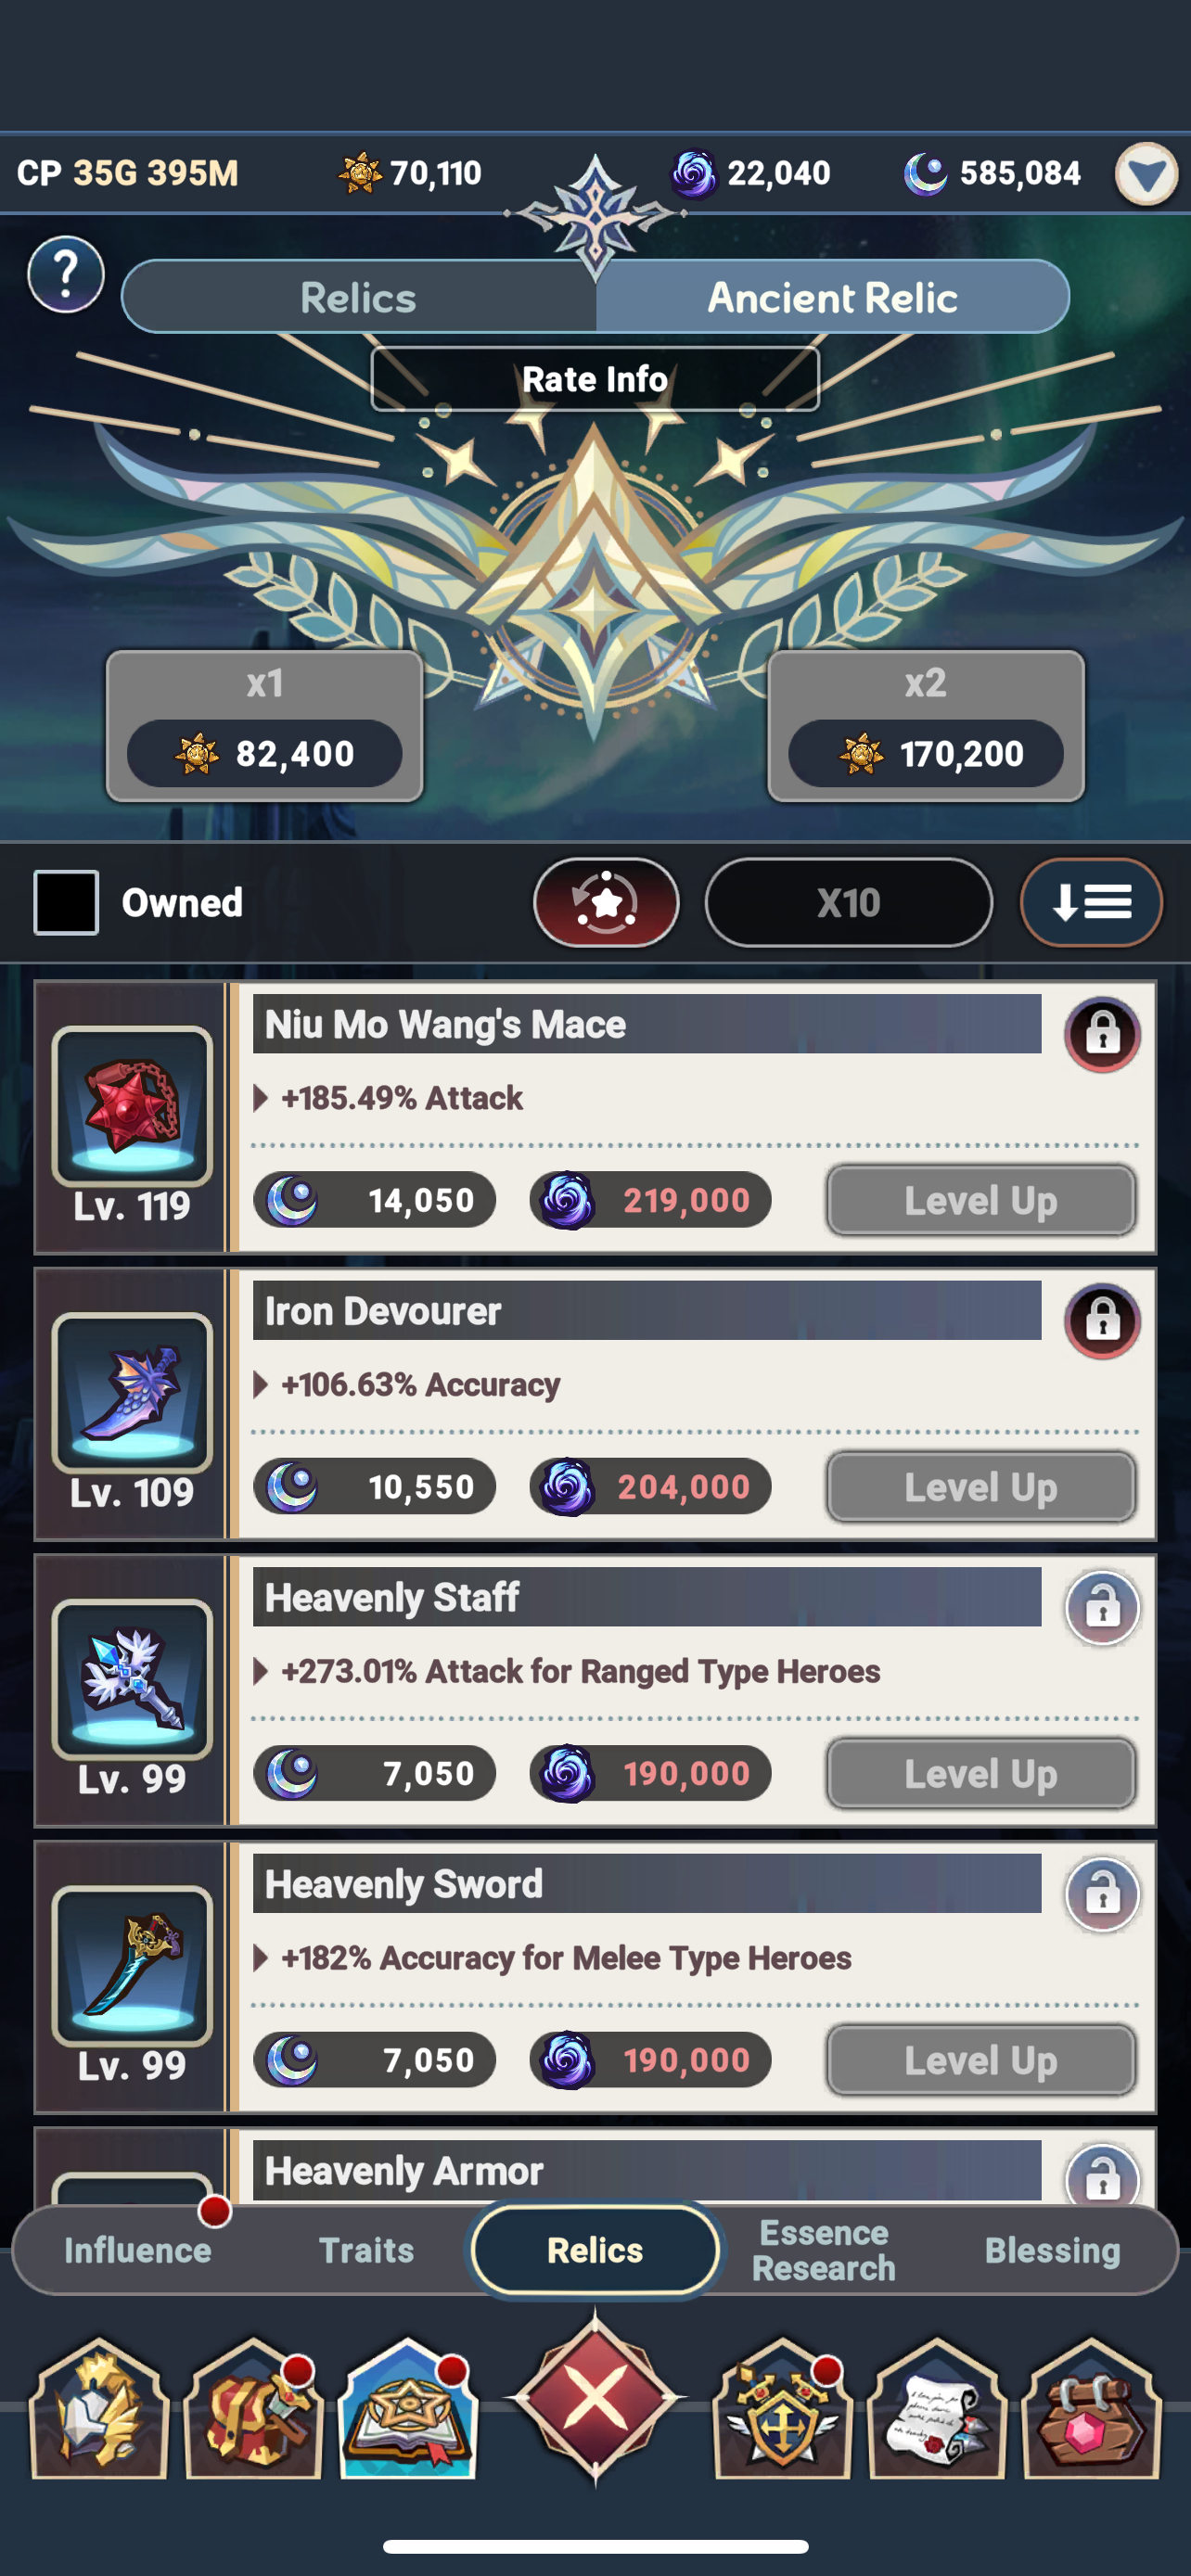 CP 35G 395M 70,110 22,040 585,084
?
Relics Ancient Relic
Rate Info
x1 x2
82,400 170,200
Owned X10
Niu Mo Wang's Mace
+185.49% Attack
Lv. 119 14,050 219,000 Level Up
Iron Devourer
+106.63% Accuracy
Lv. 109 10,550 204,000 Level Up
Heavenly Staff
+273.01% Attack for Ranged Type Heroes
Lv. 99 7,050 190,000 Level Up
Heavenly Sword
+182% Accuracy for Melee Type Heroes
Lv. 99 7,050 190,000 Level Up
Heavenly Armor
Influence Traits Relics Essence Research Blessing